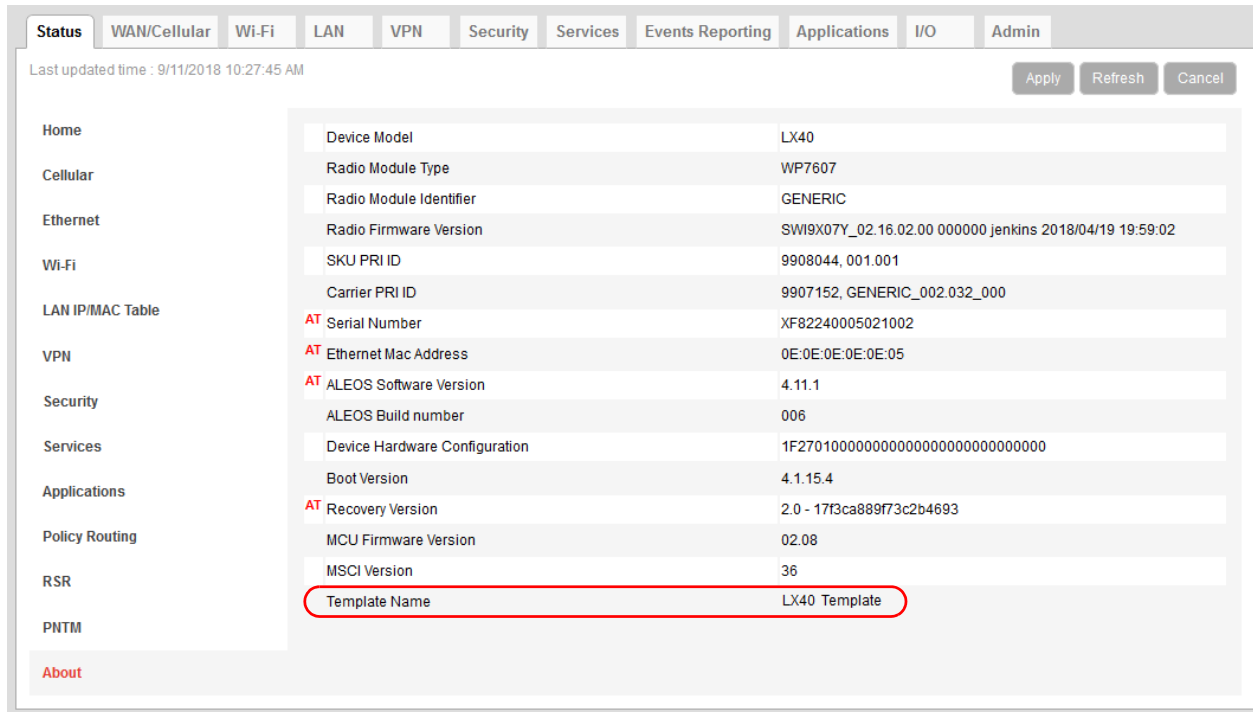 Status WAN/Cellular Wi-Fi LAN VPN Security Services Events Reporting Applications I/O Admin
Last updated time : 9/11/2018 10:27:45 AM
Apply Refresh Cancel
Home
Cellular
Ethernet
Wi-Fi
LAN IP/MAC Table
VPN
Security
Services
Applications
Policy Routing
RSR
PNTM
About
Device Model LX40
Radio Module Type WP7607
Radio Module Identifier GENERIC
Radio Firmware Version SWI9X07Y_02.16.02.00 000000 jenkins 2018/04/19 19:59:02
SKU PRI ID 9908044, 001.001
Carrier PRI ID 9907152, GENERIC_002.032_000
AT Serial Number XF82240005021002
AT Ethernet Mac Address 0E:0E:0E:0E:0E:05
AT ALEOS Software Version 4.11.1
ALEOS Build number 006
Device Hardware Configuration
Boot Version 4.1.15.4
AT Recovery Version 2.0 - 17f3ca889f73c2b4693
MCU Firmware Version 02.08
MSCI Version 36
Template Name LX40 Template